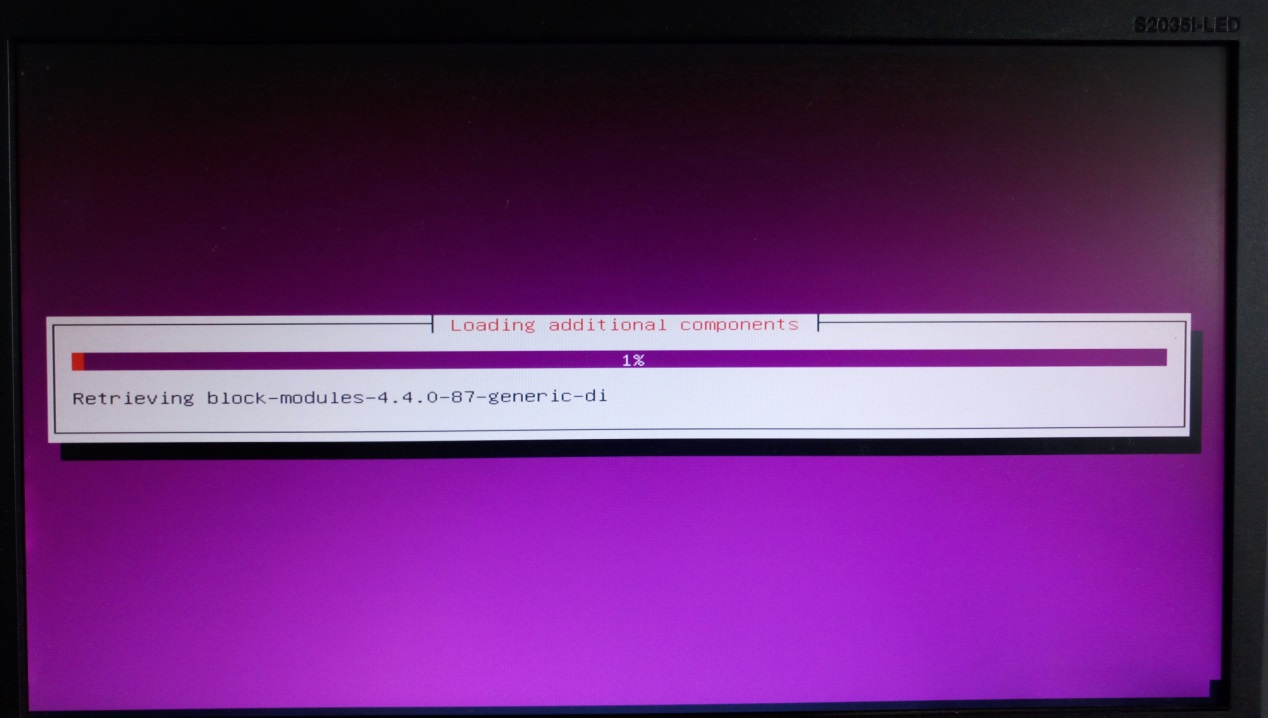 S2035I-LED
Loading additional components
1%
Retrieving block-modules-4.4.0-87-generic-di